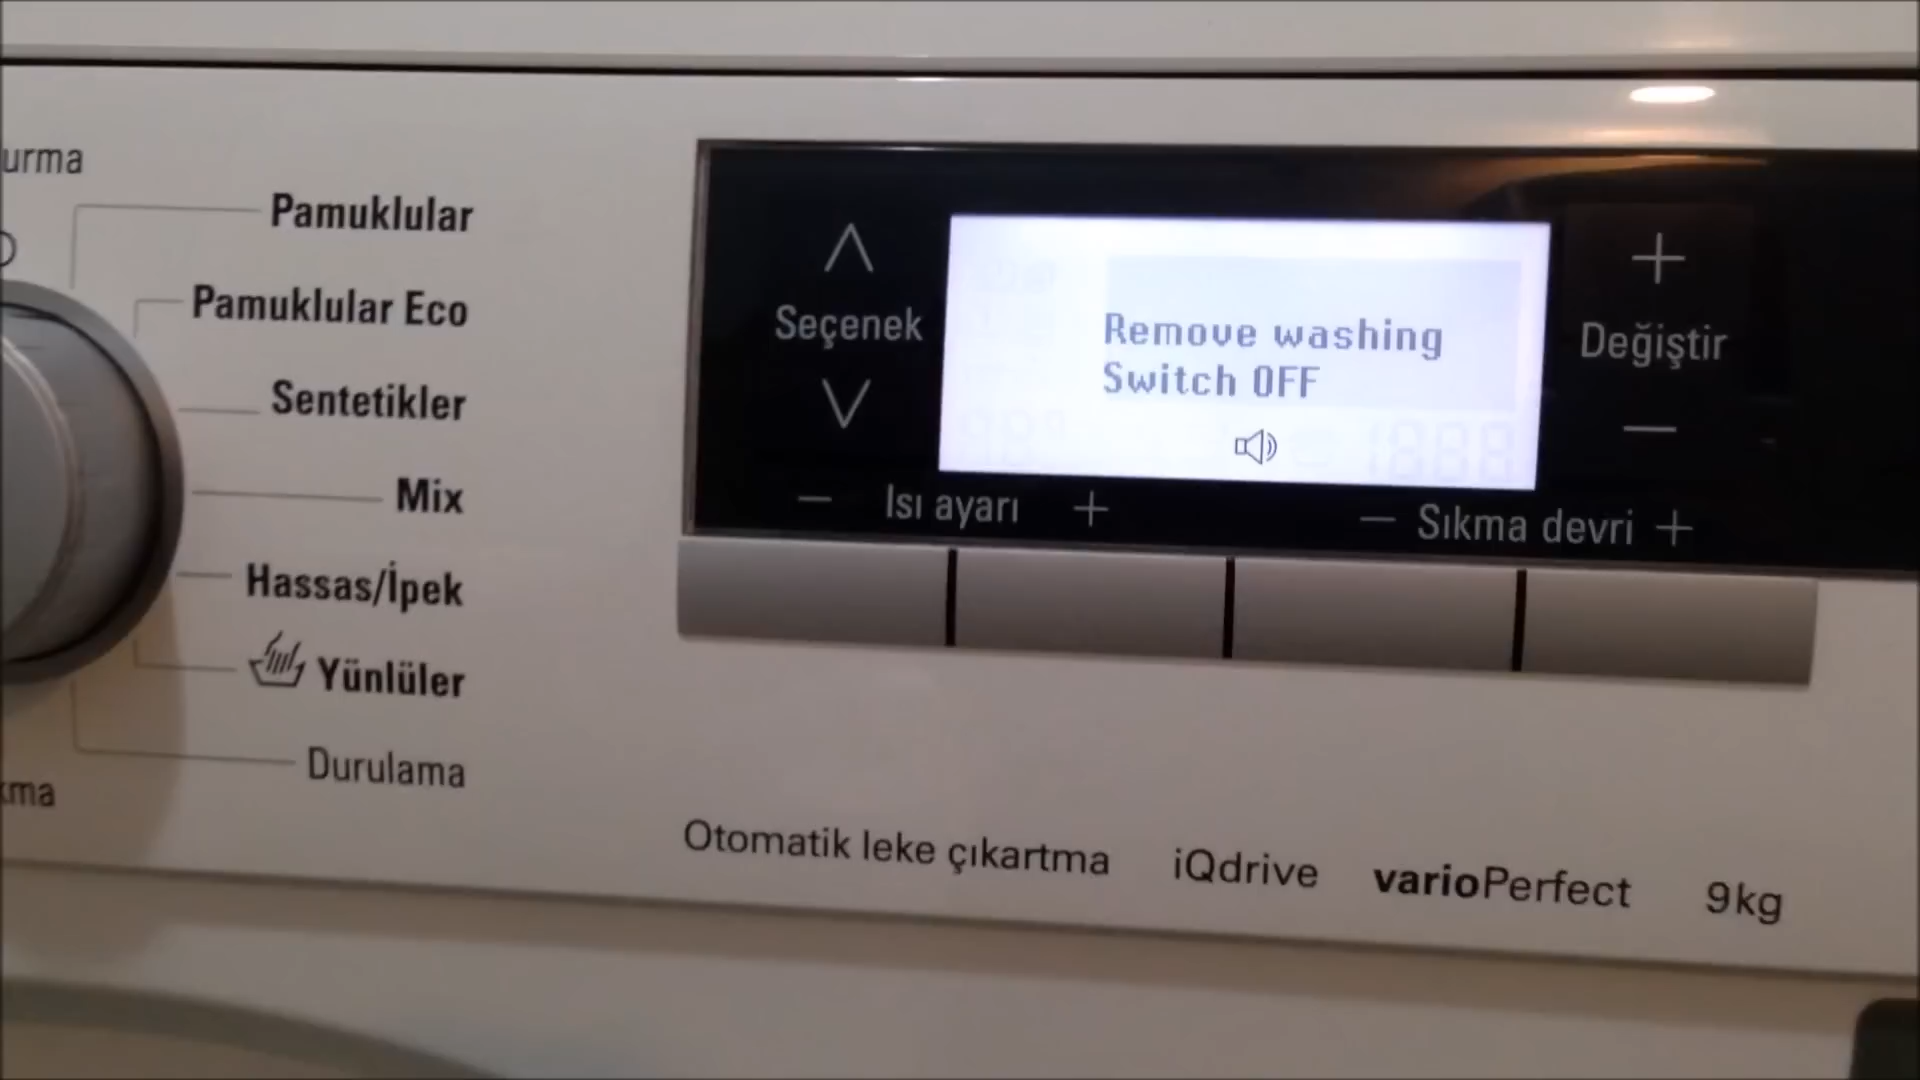 urma
Pamuklular
Pamuklular Eco
Sentetikler
Mix
Hassas/İpek
Yünlüler
Durulama
kma
Seçenek
Remove washing
Switch OFF
Değiştir
− Isı ayarı +
− Sıkma devri +
Otomatik leke çıkartma iQdrive varioPerfect 9kg